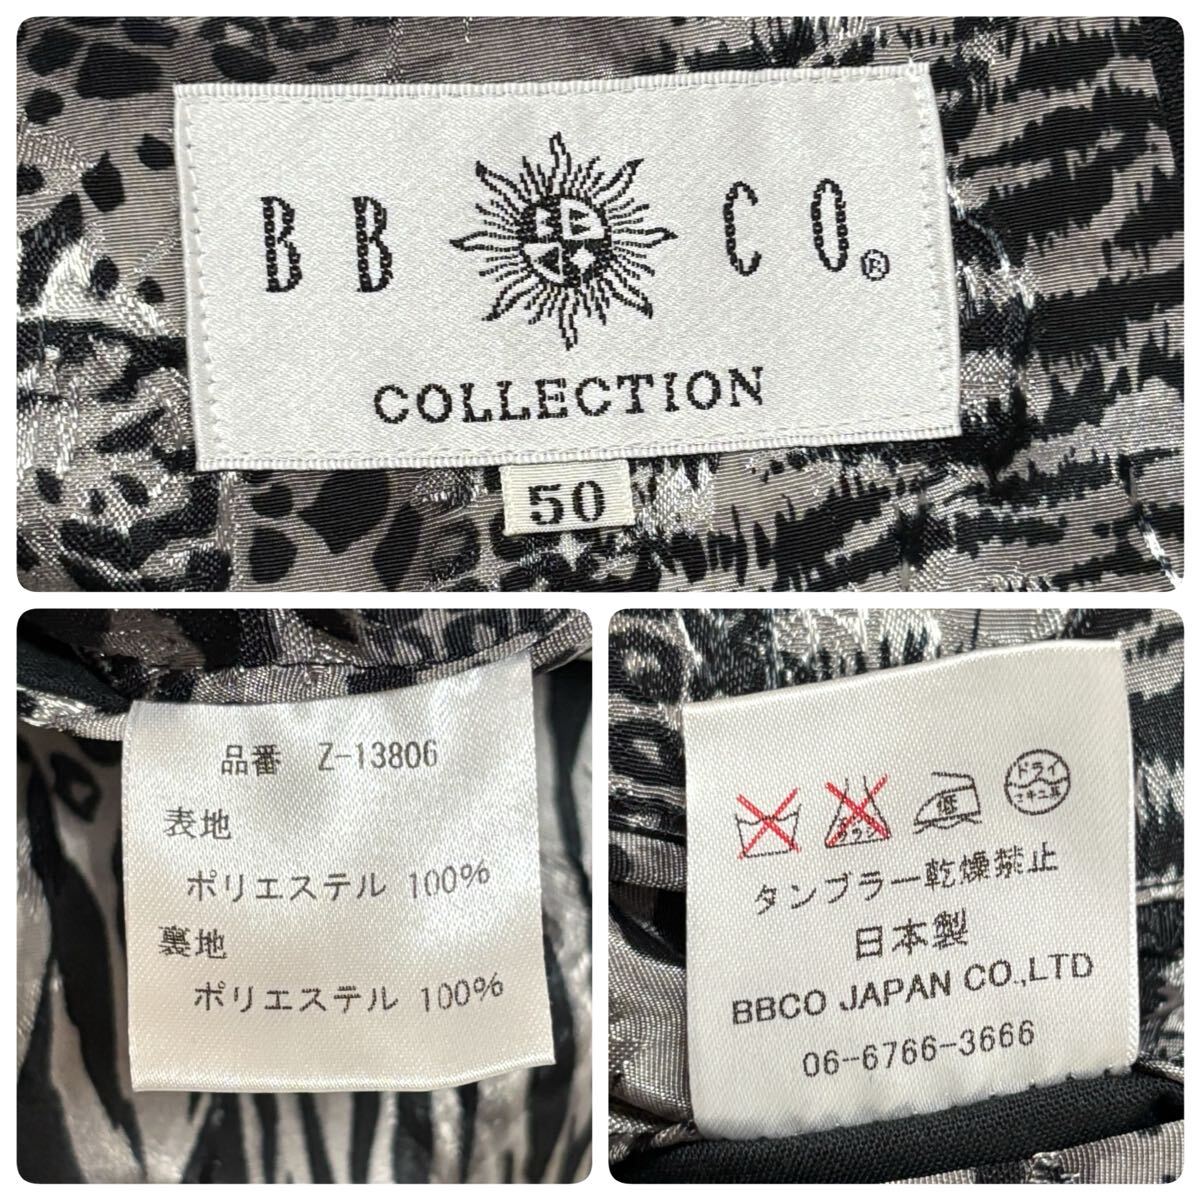 BB CO®
COLLECTION
50
品番 Z-13806
表地
ポリエステル 100%
裏地
ポリエステル 100%
低
ドライ
タンブラー乾燥禁止
日本製
BBCO JAPAN CO.,LTD
06-6766-3666